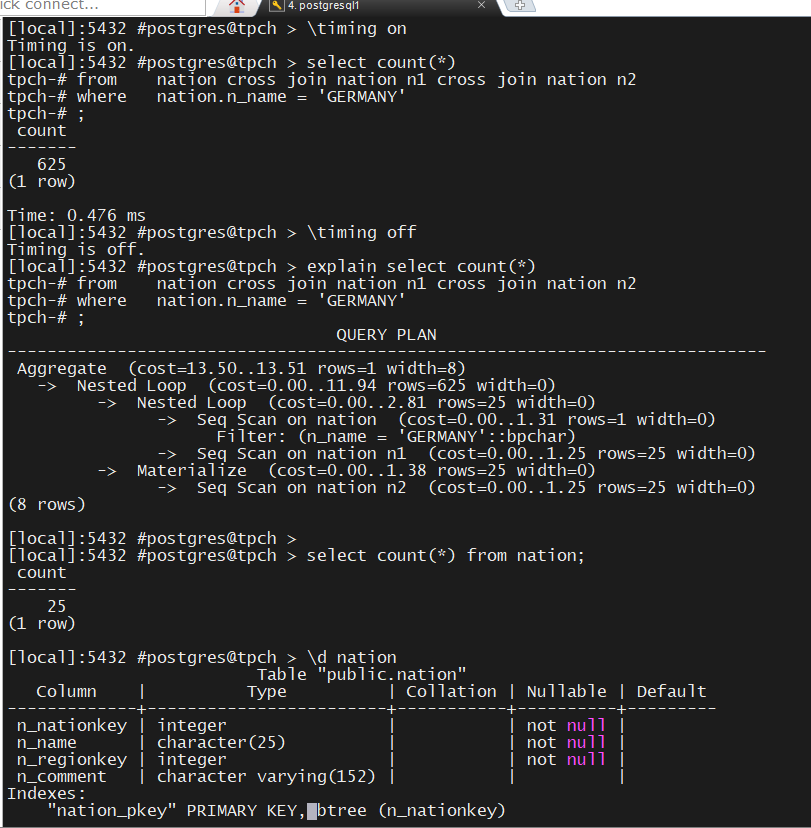 ick connect...
4. postgresql1
[local]:5432 #postgres@tpch > \timing on
Timing is on.
[local]:5432 #postgres@tpch > select count(*)
tpch-# from    nation cross join nation n1 cross join nation n2
tpch-# where   nation.n_name = 'GERMANY'
tpch-# ;
 count
-------
   625
(1 row)

Time: 0.476 ms
[local]:5432 #postgres@tpch > \timing off
Timing is off.
[local]:5432 #postgres@tpch > explain select count(*)
tpch-# from    nation cross join nation n1 cross join nation n2
tpch-# where   nation.n_name = 'GERMANY'
tpch-# ;
                                 QUERY PLAN
----------------------------------------------------------------------------
 Aggregate  (cost=13.50..13.51 rows=1 width=8)
   ->  Nested Loop  (cost=0.00..11.94 rows=625 width=0)
         ->  Nested Loop  (cost=0.00..2.81 rows=25 width=0)
               ->  Seq Scan on nation  (cost=0.00..1.31 rows=1 width=0)
                     Filter: (n_name = 'GERMANY'::bpchar)
               ->  Seq Scan on nation n1  (cost=0.00..1.25 rows=25 width=0)
         ->  Materialize  (cost=0.00..1.38 rows=25 width=0)
               ->  Seq Scan on nation n2  (cost=0.00..1.25 rows=25 width=0)
(8 rows)

[local]:5432 #postgres@tpch >
[local]:5432 #postgres@tpch > select count(*) from nation;
 count
-------
    25
(1 row)

[local]:5432 #postgres@tpch > \d nation
                         Table "public.nation"
   Column    |          Type          | Collation | Nullable | Default
-------------+------------------------+-----------+----------+---------
 n_nationkey | integer                |           | not null |
 n_name      | character(25)          |           | not null |
 n_regionkey | integer                |           | not null |
 n_comment   | character varying(152) |           |          |
Indexes:
    "nation_pkey" PRIMARY KEY, btree (n_nationkey)